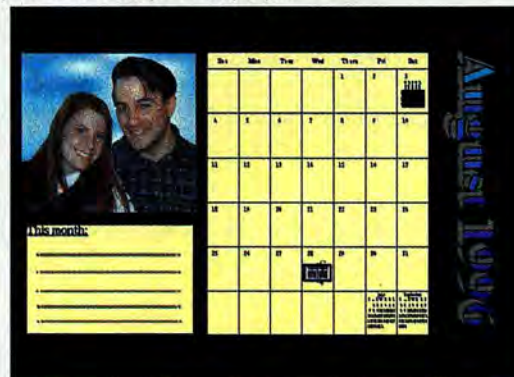 Sun Mon Tues Wed Thurs Fri Sat
1 2 3
4 5 6 7 8 9 10
11 12 13 14 15 16 17
18 19 20 21 22 23 24
25 26 27 28 29 30 31
This month:
August 1996